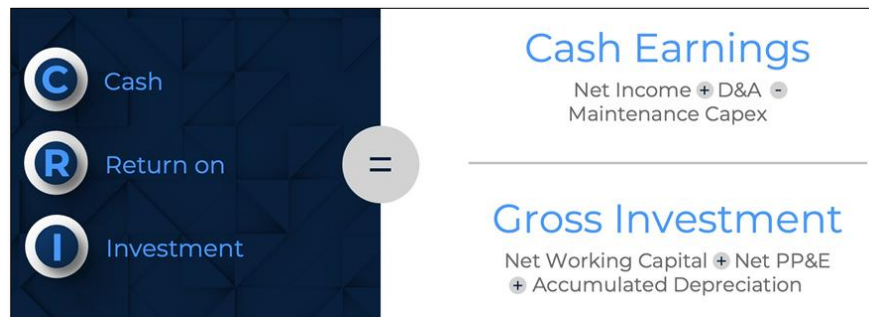 C Cash
R Return on
I Investment
=
Cash Earnings
Net Income + D&A -
Maintenance Capex
Gross Investment
Net Working Capital + Net PP&E
+ Accumulated Depreciation